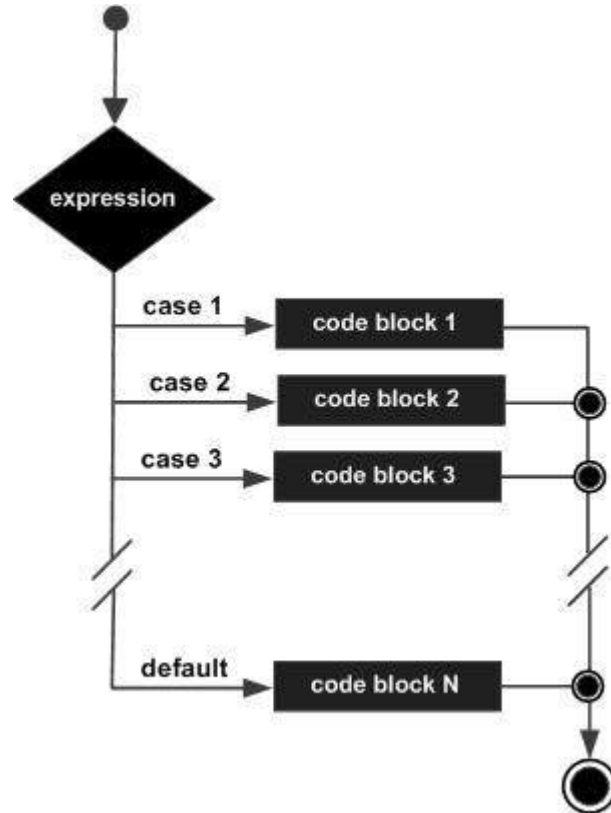 expression
case 1
code block 1
case 2
code block 2
case 3
code block 3
default
code block N